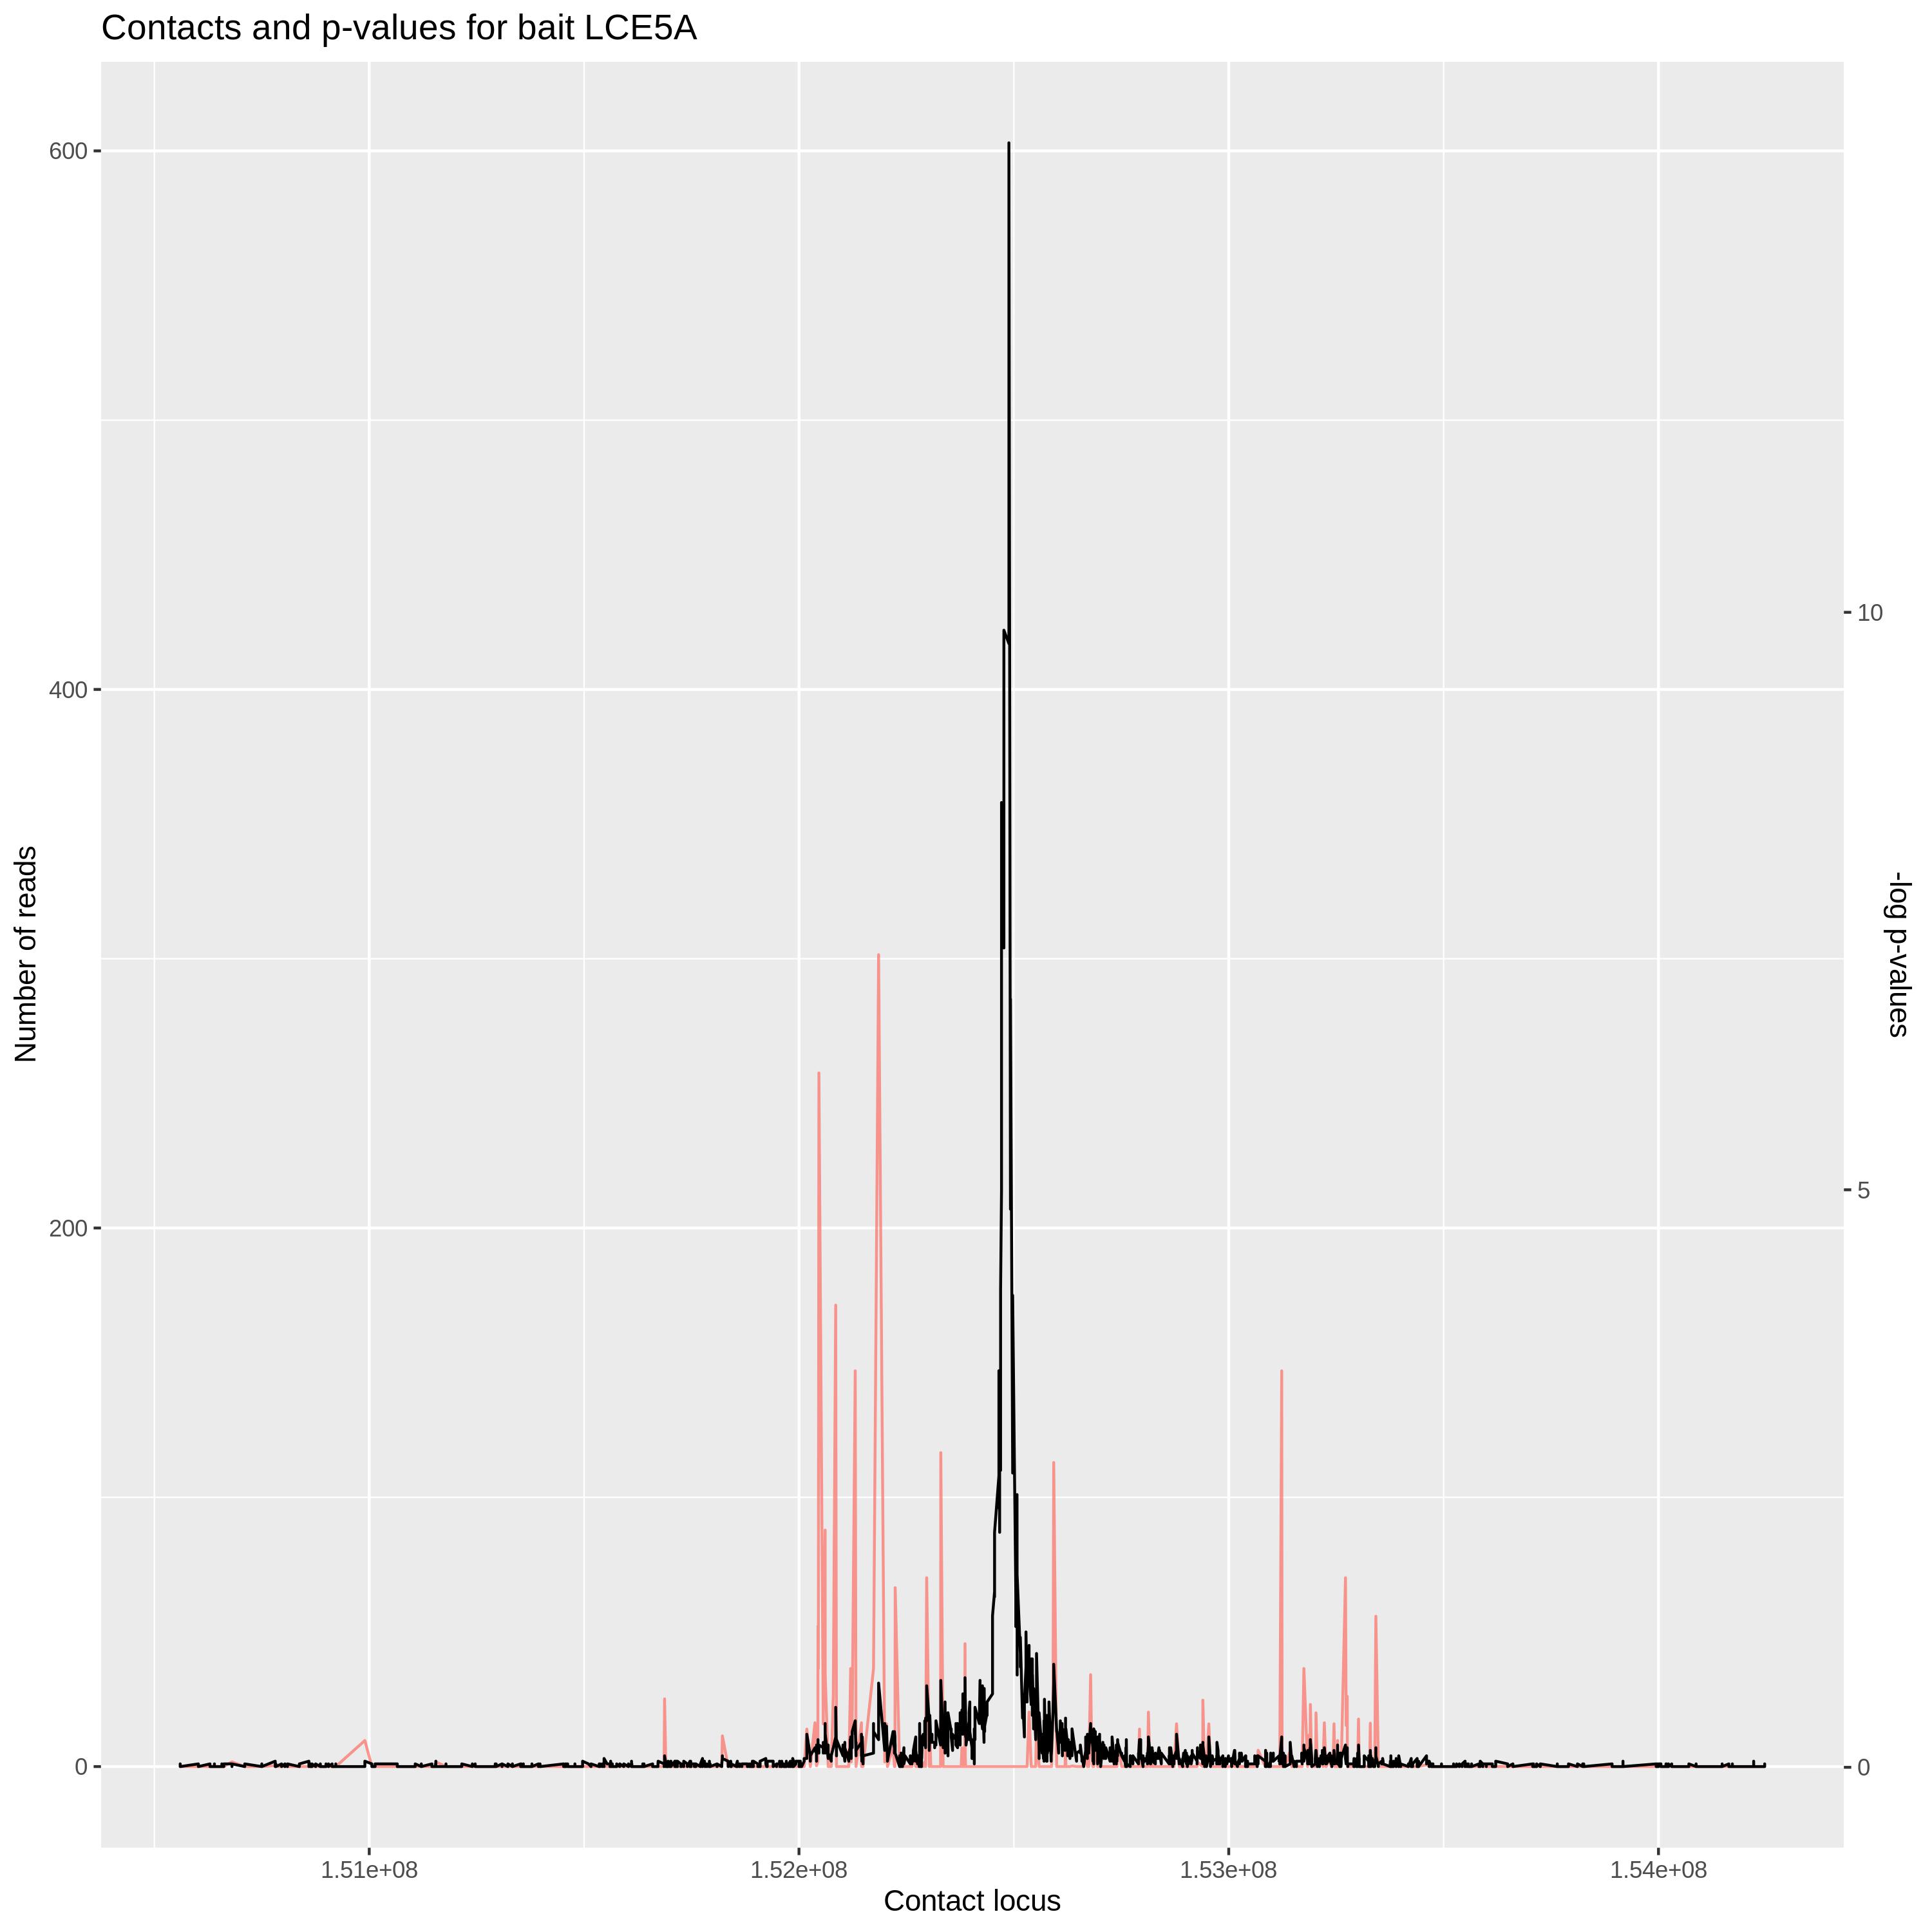 Contacts and p-values for bait LCE5A
600
400
200
0
Number of reads
10
5
0
-log p-values
1.51e+08
1.52e+08
1.53e+08
1.54e+08
Contact locus